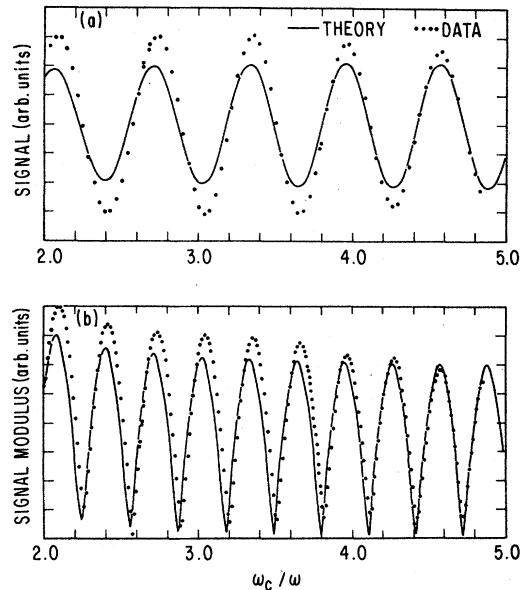 (a)
THEORY
DATA
SIGNAL (arb. units)
2.0 3.0 4.0 5.0
(b)
SIGNAL MODULUS (arb. units)
2.0 3.0 4.0 5.0
ω_c/ω